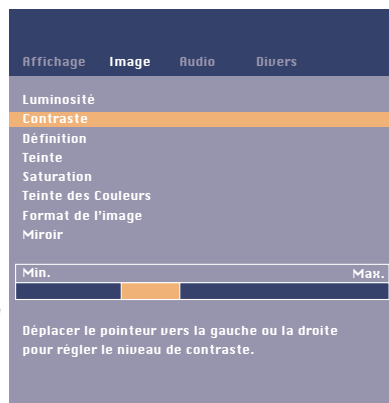 Affichage Image Audio Divers
Luminosité
Contraste
Définition
Teinte
Saturation
Teinte des Couleurs
Format de l'image
Miroir
Min. Max.
Déplacer le pointeur vers la gauche ou la droite
pour régler le niveau de contraste.